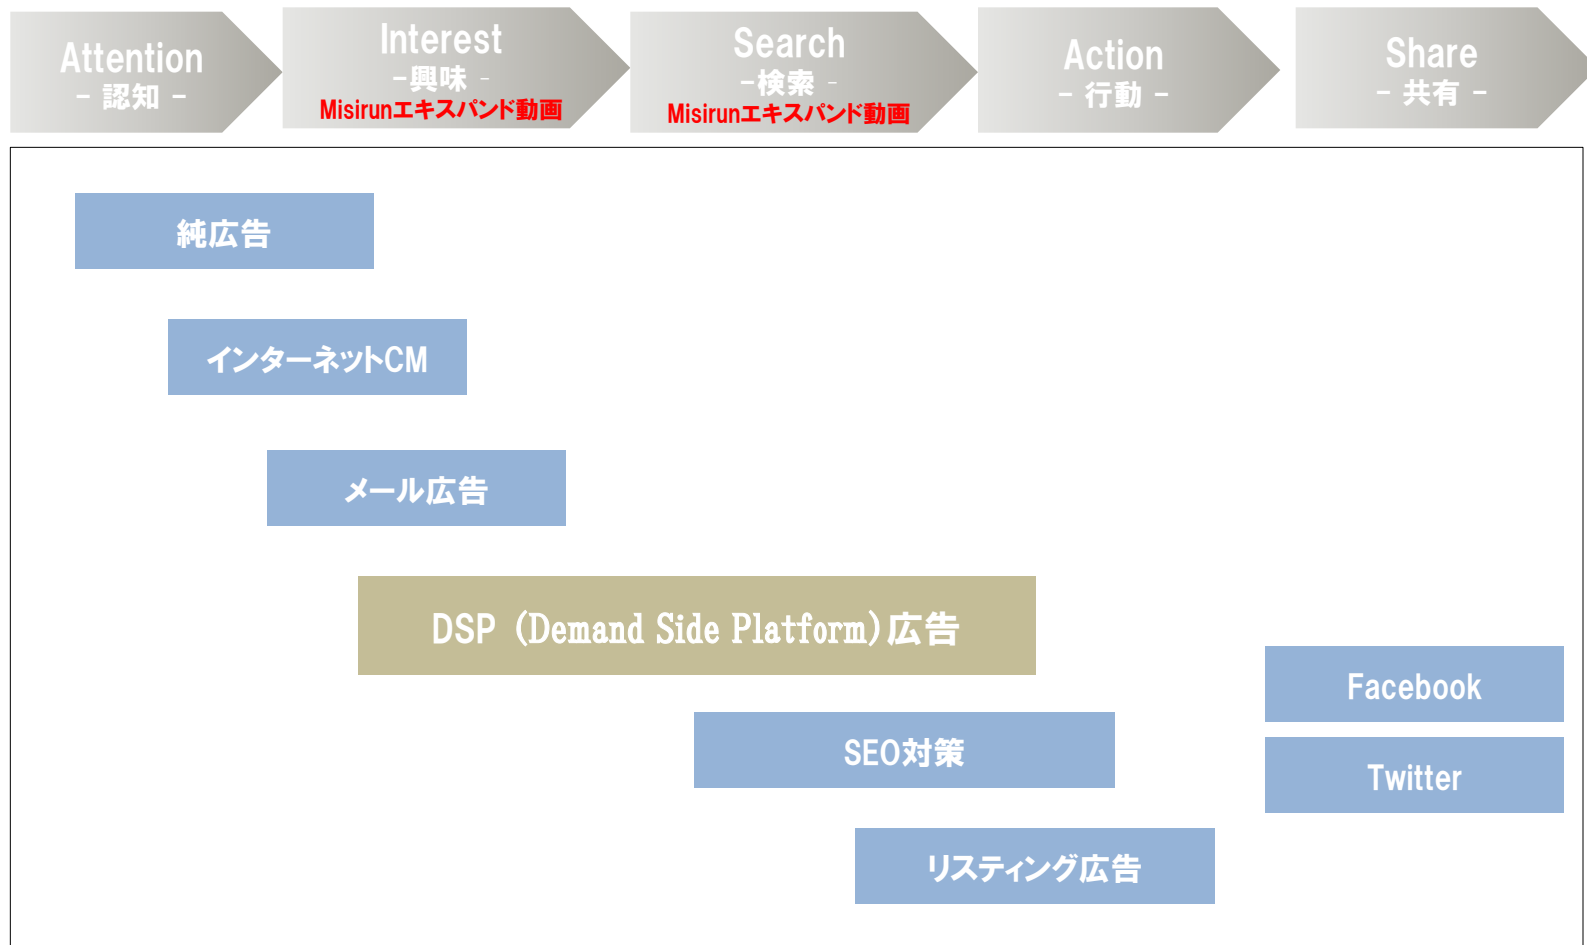 Attention
- 認知 -
Interest
-興味 -
Misirunエキスパンド動画
Search
-検索 -
Misirunエキスパンド動画
Action
- 行動 -
Share
- 共有 -
純広告
インターネットCM
メール広告
DSP (Demand Side Platform)広告
Facebook
SEO対策
Twitter
リスティング広告